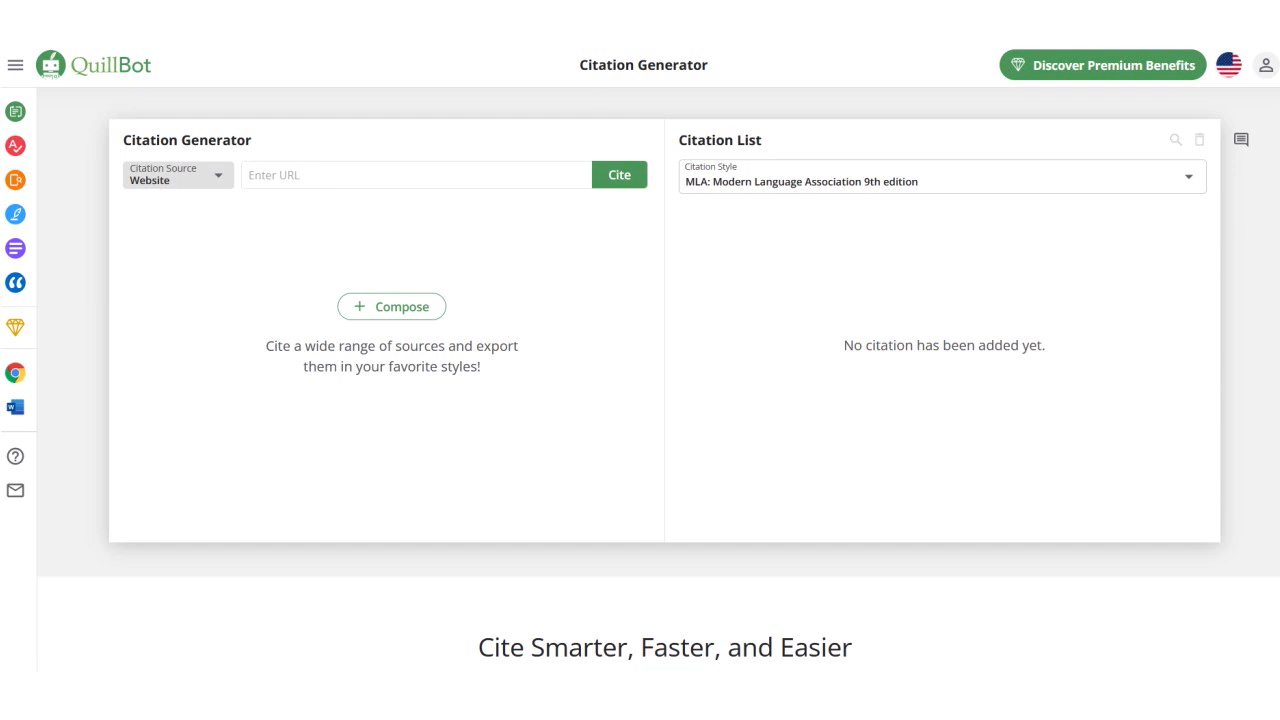 QuillBot
Citation Generator
Discover Premium Benefits
Citation Generator
Citation Source
Website
Enter URL
Cite
Compose
Cite a wide range of sources and export
them in your favorite styles!
Citation List
Citation Style
MLA: Modern Language Association 9th edition
No citation has been added yet.
Cite Smarter, Faster, and Easier